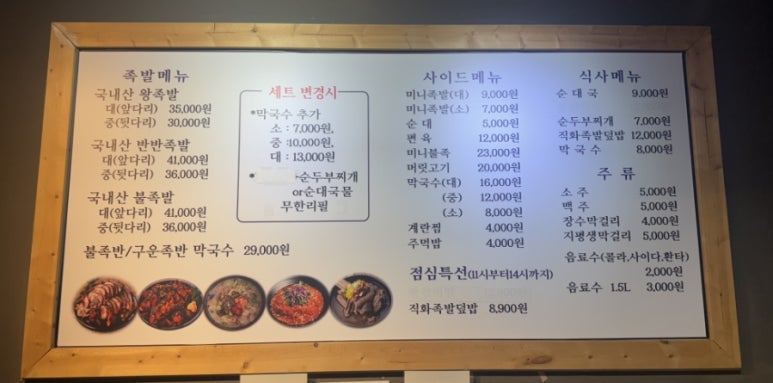 족발메뉴
국내산 왕족발
대(앞다리) 35,000원
중(뒷다리) 30,000원
국내산 반반족발
대(앞다리) 41,000원
중(뒷다리) 36,000원
국내산 불족발
대(앞다리) 41,000원
중(뒷다리) 36,000원
불족반/구운족반 막국수 29,000원
세트 변경시
*막국수 추가
소 : 7,000원,
중 :10,000원,
대 : 13,000원
* 순두부찌개
or순대국물
무한리필
사이드메뉴
미니족발(대) 9,000원
미니족발(소) 7,000원
순 대 5,000원
편 육 12,000원
미니불족 23,000원
머릿고기 20,000원
막국수(대) 16,000원
(중) 12,000원
(소) 8,000원
계란찜 4,000원
주먹밥 4,000원
점심특선(11시부터14시까지)
직화족발덮밥 8,900원
식사메뉴
순 대 국 9,000원
순두부찌개 7,000원
직화족발덮밥 12,000원
막 국 수 8,000원
주 류
소 주 5,000원
맥 주 5,000원
장수막걸리 4,000원
지평생막걸리 5,000원
음료수(콜라,사이다,환타)
2,000원
음료수 1.5L 3,000원